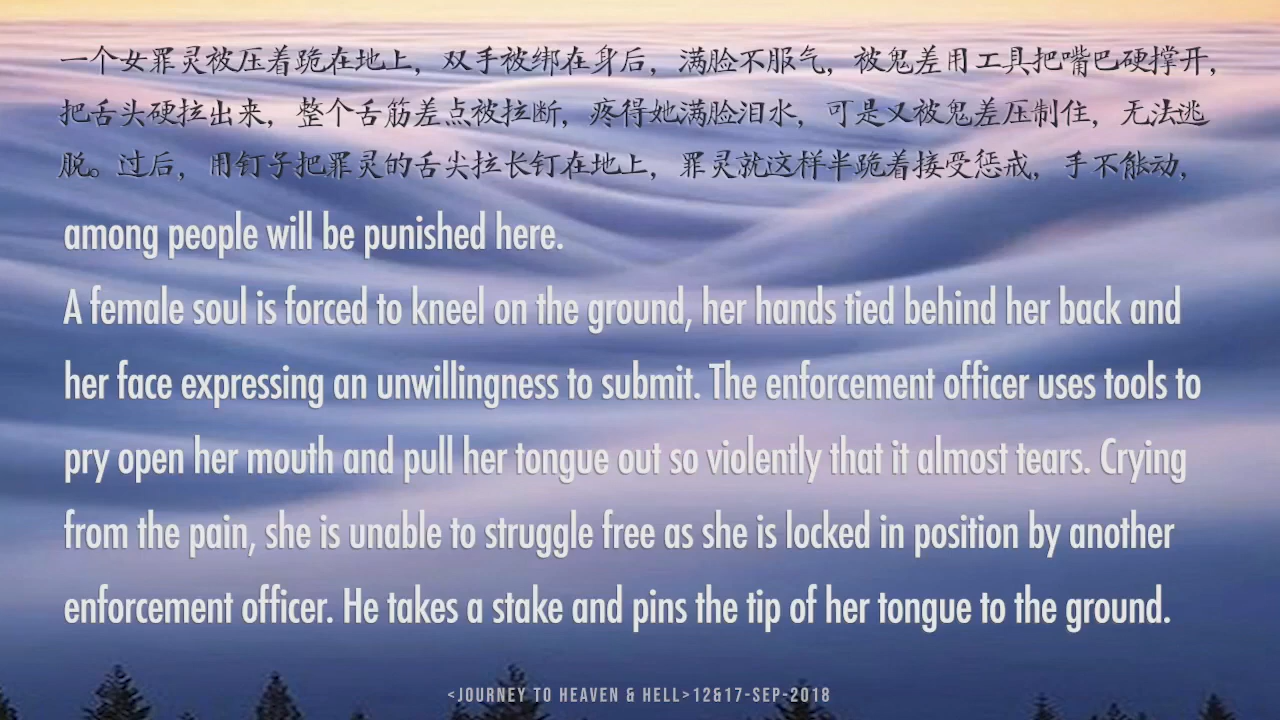 一个女罪灵被压着跪在地上，双手被绑在身后，满脸不服气，被鬼差用工具把嘴巴硬撑开，
把舌头硬拉出来，整个舌筋差点被拉断，疼得她满脸泪水，可是又被鬼差压制住，无法逃
脱。过后，用钉子把罪灵的舌尖拉长钉在地上，罪灵就这样半跪着接受惩戒，手不能动，
among people will be punished here.
A female soul is forced to kneel on the ground, her hands tied behind her back and
her face expressing an unwillingness to submit. The enforcement officer uses tools to
pry open her mouth and pull her tongue out so violently that it almost tears. Crying
from the pain, she is unable to struggle free as she is locked in position by another
enforcement officer. He takes a stake and pins the tip of her tongue to the ground.
<JOURNEY TO HEAVEN & HELL>12&17-SEP-2018